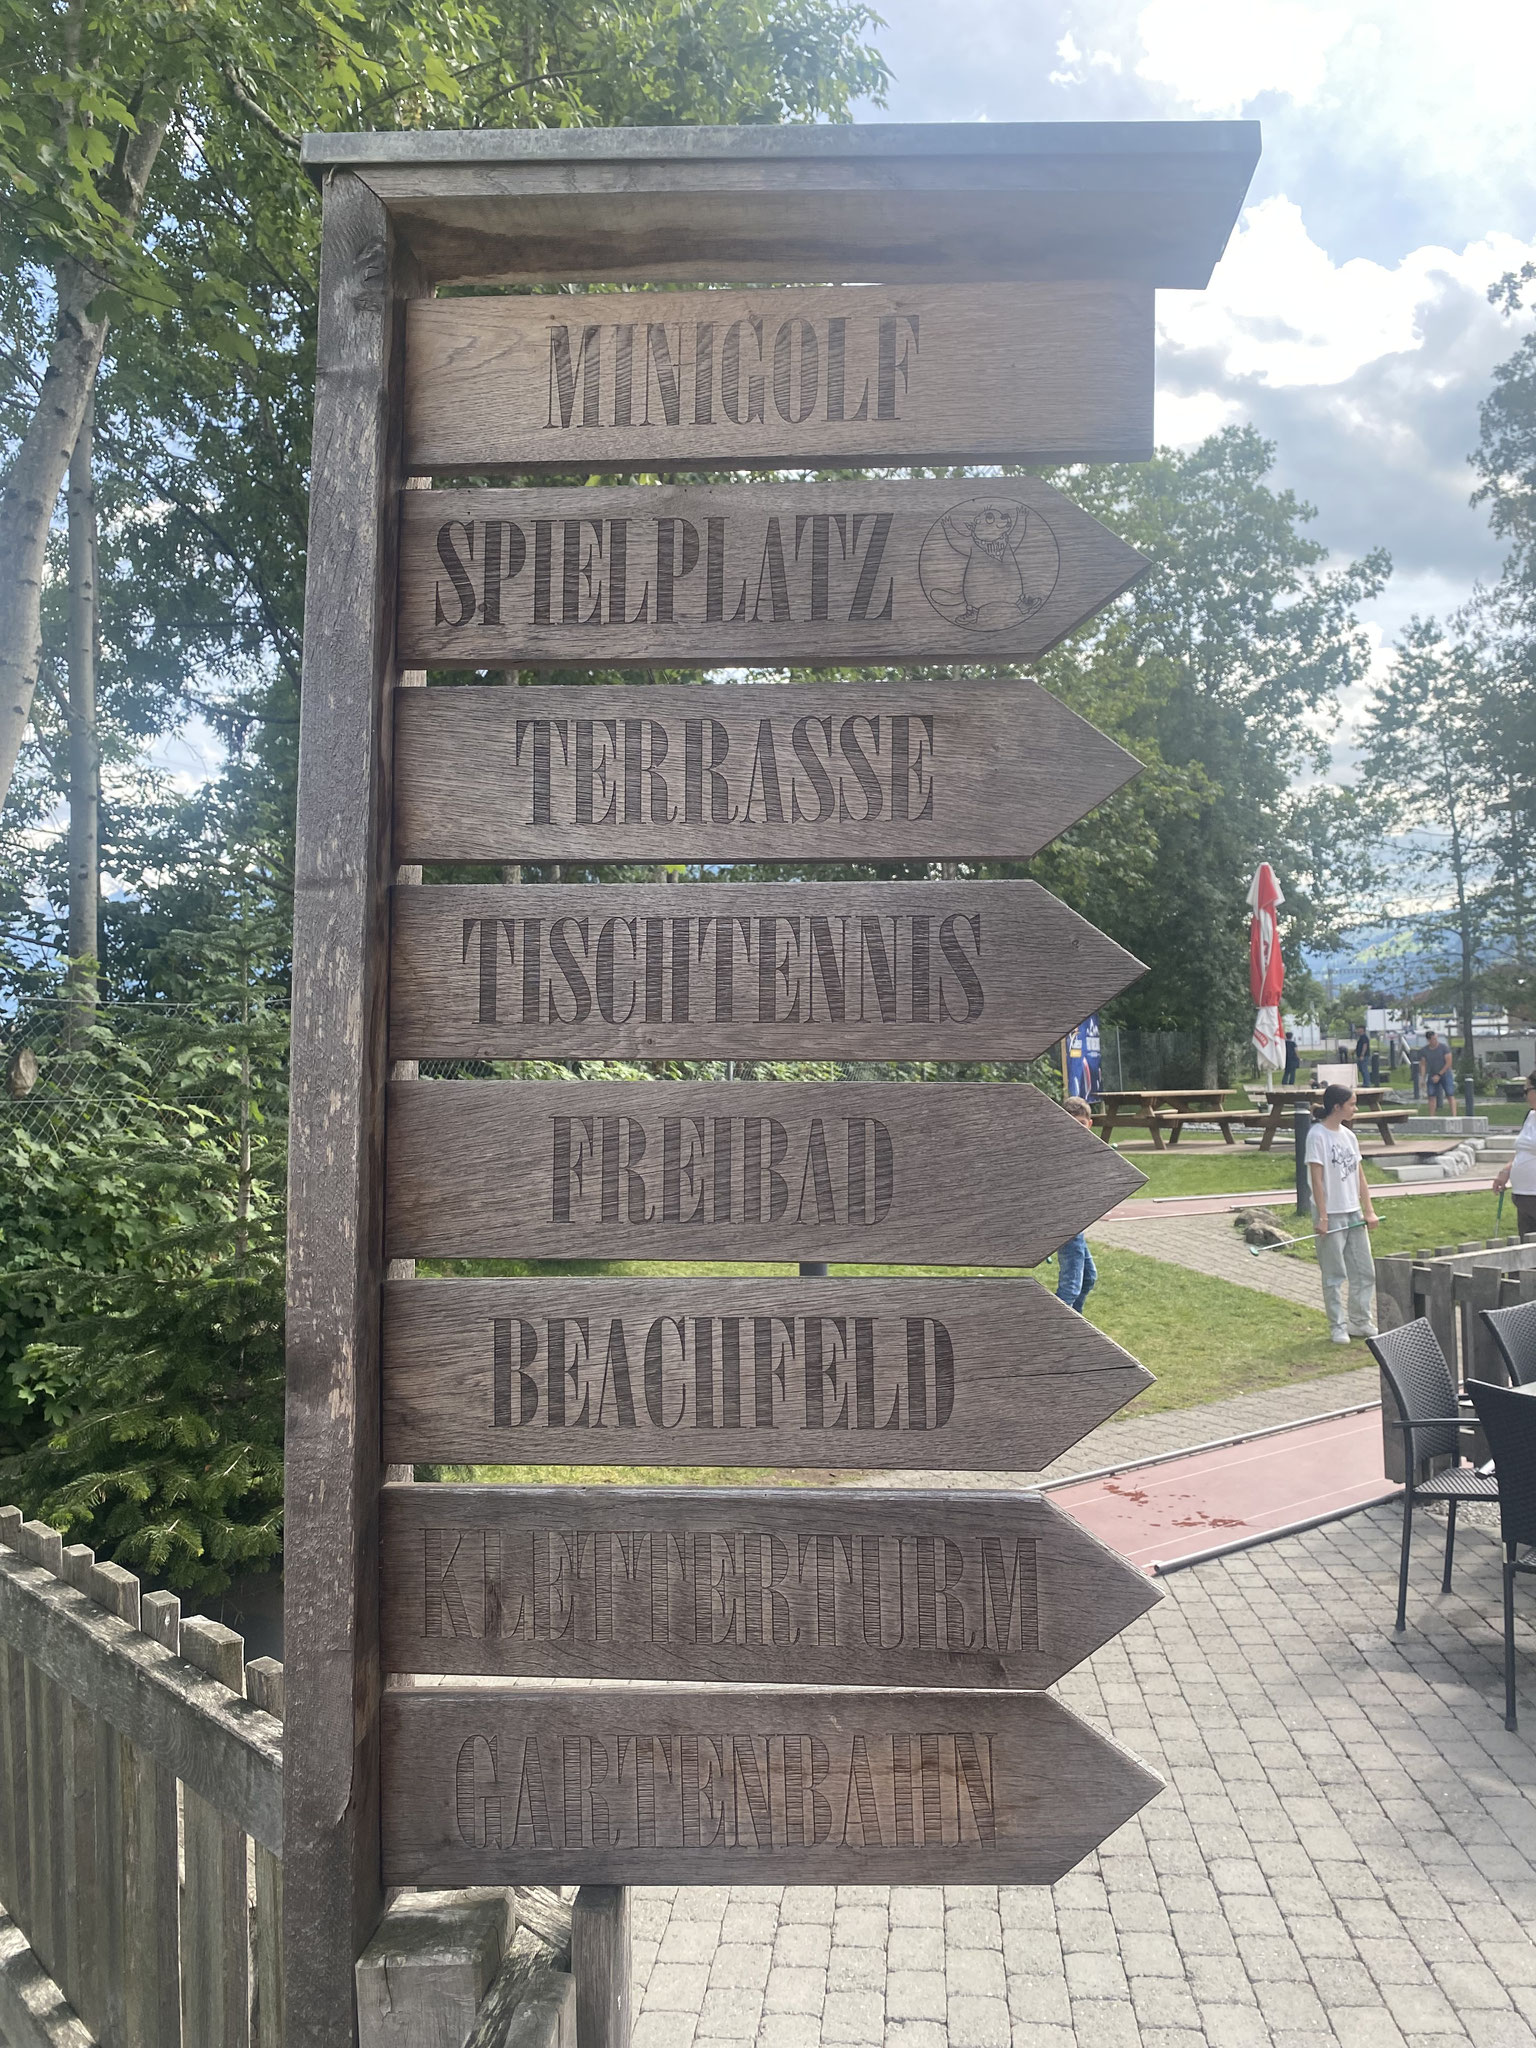 MINIGOLF
SPIELPLATZ
TERRASSE
TISCHTENNIS
FREIBAD
BEACHFELD
KLETTERTURM
GARTENBAHN